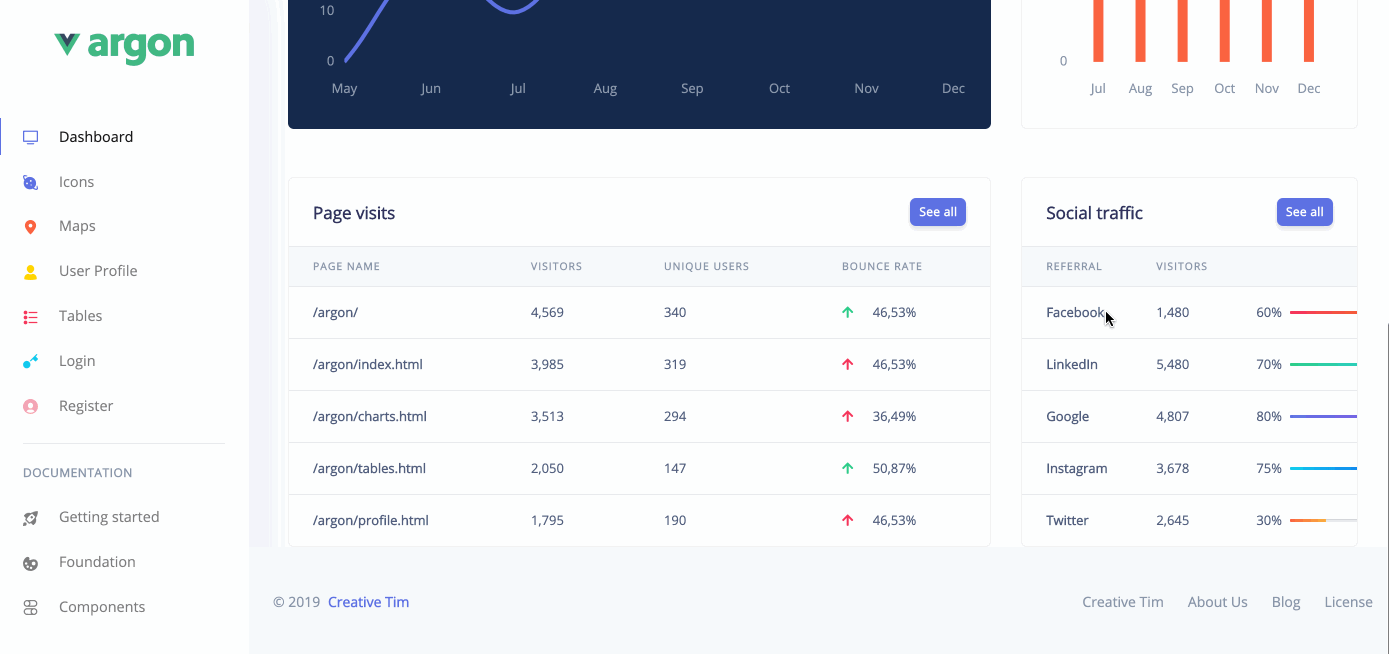 argon
Dashboard
Icons
Maps
User Profile
Tables
Login
Register
DOCUMENTATION
Getting started
Foundation
Components
10
0
May Jun Jul Aug Sep Oct Nov Dec
0
Jul Aug Sep Oct Nov Dec
Page visits See all
PAGE NAME VISITORS UNIQUE USERS BOUNCE RATE
/argon/ 4,569 340 46,53%
/argon/index.html 3,985 319 46,53%
/argon/charts.html 3,513 294 36,49%
/argon/tables.html 2,050 147 50,87%
/argon/profile.html 1,795 190 46,53%
Social traffic See all
REFERRAL VISITORS
Facebook 1,480 60%
LinkedIn 5,480 70%
Google 4,807 80%
Instagram 3,678 75%
Twitter 2,645 30%
© 2019 Creative Tim
Creative Tim About Us Blog License